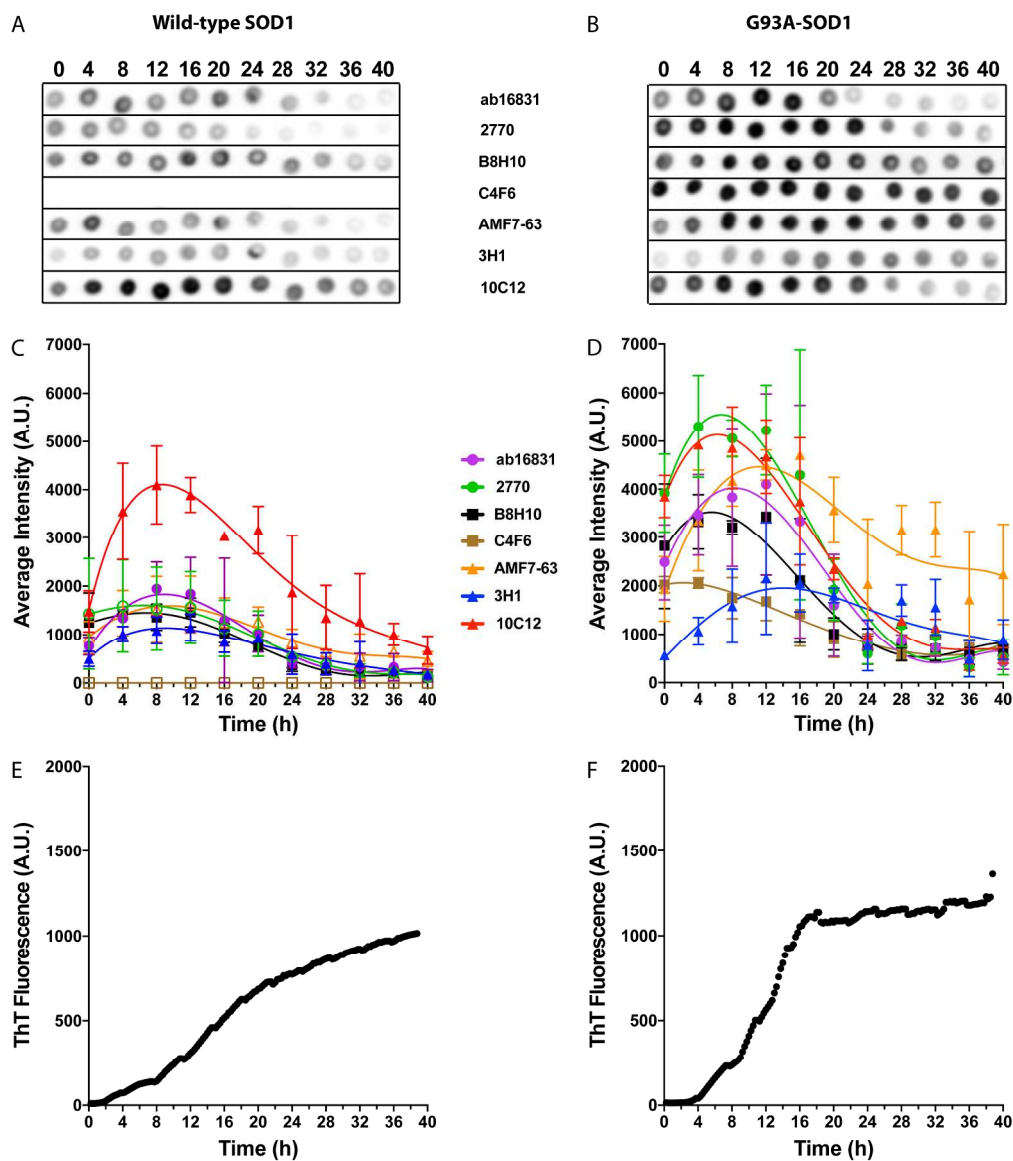 A
Wild-type SOD1
B
G93A-SOD1
0 4 8 12 16 20 24 28 32 36 40
0 4 8 12 16 20 24 28 32 36 40
ab16831
2770
B8H10
C4F6
AMF7-63
3H1
10C12
C
7000
6000
5000
4000
3000
2000
1000
0
Average Intensity (A.U.)
0 4 8 12 16 20 24 28 32 36 40
Time (h)
ab16831
2770
B8H10
C4F6
AMF7-63
3H1
10C12
D
7000
6000
5000
4000
3000
2000
1000
0
Average Intensity (A.U.)
0 4 8 12 16 20 24 28 32 36 40
Time (h)
E
2000
1500
1000
500
0
ThT Fluorescence (A.U.)
0 4 8 12 16 20 24 28 32 36 40
Time (h)
F
2000
1500
1000
500
0
ThT Fluorescence (A.U.)
0 4 8 12 16 20 24 28 32 36 40
Time (h)